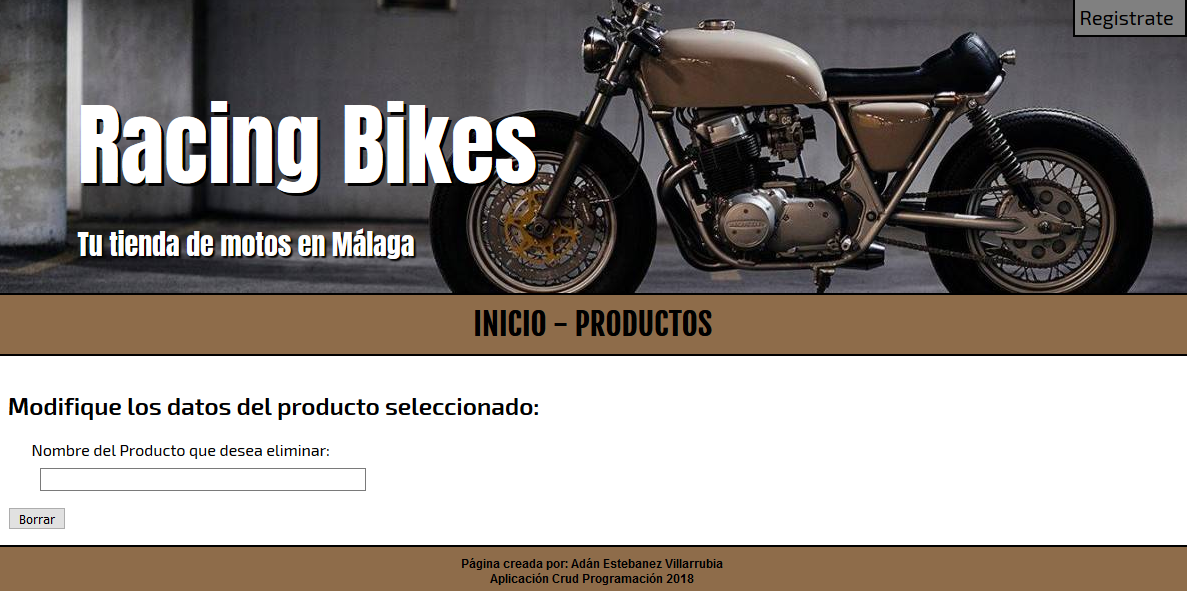 Registrate
Racing Bikes
Tu tienda de motos en Málaga
INICIO - PRODUCTOS
Modifique los datos del producto seleccionado:
Nombre del Producto que desea eliminar:
Borrar
Página creada por: Adán Estebanez Villarrubia
Aplicación Crud Programación 2018